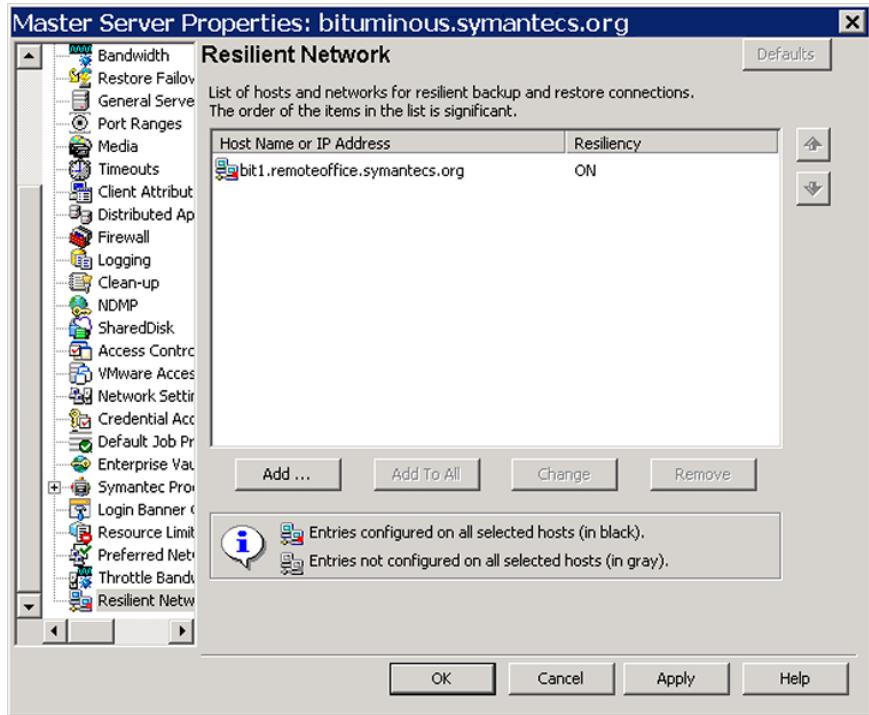 Master Server Properties: bituminous.symantecs.org
Bandwidth
Restore Failov
General Serve
Port Ranges
Media
Timeouts
Client Attribut
Distributed Ap
Firewall
Logging
Clean-up
NDMP
SharedDisk
Access Contrc
VMware Acces
Network Settir
Credential Acc
Default Job Pr
Enterprise Vau
Symantec Pro
Login Banner
Resource Limit
Preferred Net
Throttle Bandu
Resilient Netw
Resilient Network
Defaults
List of hosts and networks for resilient backup and restore connections.
The order of the items in the list is significant.
Host Name or IP Address Resiliency
bit1.remoteoffice.symantecs.org ON
Add ... Add To All Change Remove
Entries configured on all selected hosts (in black).
Entries not configured on all selected hosts (in gray).
OK Cancel Apply Help